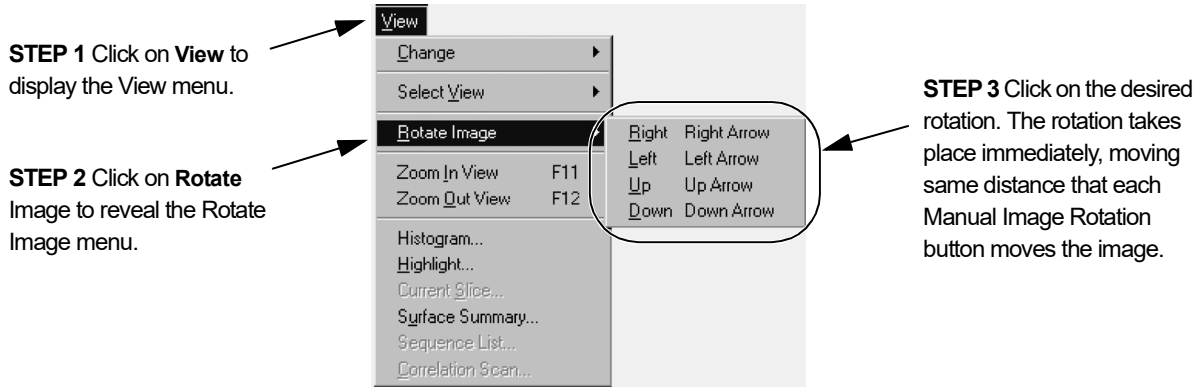 STEP 1 Click on View to
display the View menu.
STEP 2 Click on Rotate
Image to reveal the Rotate
Image menu.
View
Change
Select View
Rotate Image
Zoom In View F11
Zoom Out View F12
Histogram...
Highlight...
Current Slice...
Surface Summary...
Sequence List...
Correlation Scan...
Right Right Arrow
Left Left Arrow
Up Up Arrow
Down Down Arrow
STEP 3 Click on the desired
rotation. The rotation takes
place immediately, moving
same distance that each
Manual Image Rotation
button moves the image.